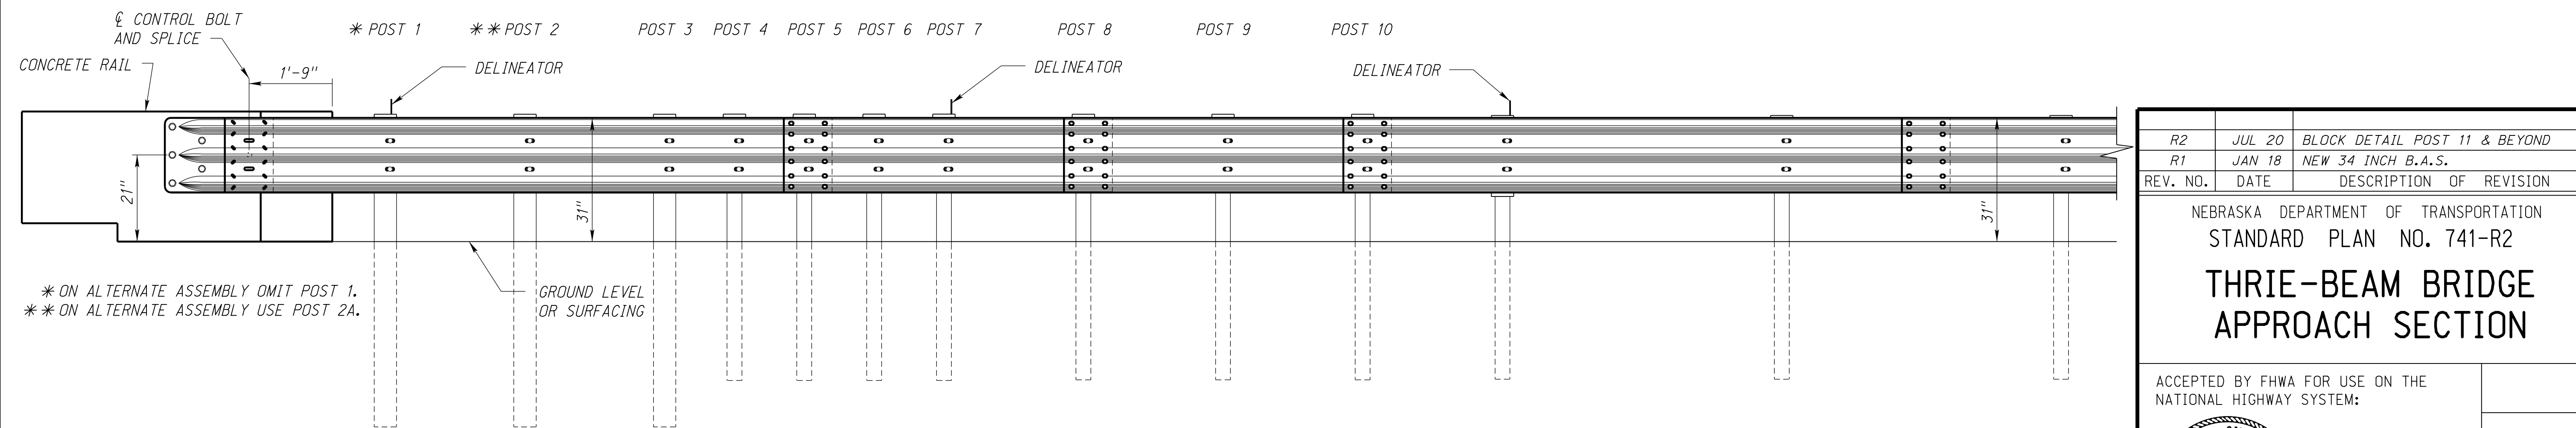 ℄ CONTROL BOLT
AND SPLICE
CONCRETE RAIL
1'-9"
* POST 1
** POST 2
POST 3
POST 4
POST 5
POST 6
POST 7
POST 8
POST 9
POST 10
DELINEATOR
DELINEATOR
DELINEATOR
21"
31"
31"
* ON ALTERNATE ASSEMBLY OMIT POST 1.
** ON ALTERNATE ASSEMBLY USE POST 2A.
GROUND LEVEL
OR SURFACING
R2 JUL 20 BLOCK DETAIL POST 11 & BEYOND
R1 JAN 18 NEW 34 INCH B.A.S.
REV. NO. DATE DESCRIPTION OF REVISION
NEBRASKA DEPARTMENT OF TRANSPORTATION
STANDARD PLAN NO. 741-R2
THRIE-BEAM BRIDGE
APPROACH SECTION
ACCEPTED BY FHWA FOR USE ON THE
NATIONAL HIGHWAY SYSTEM: